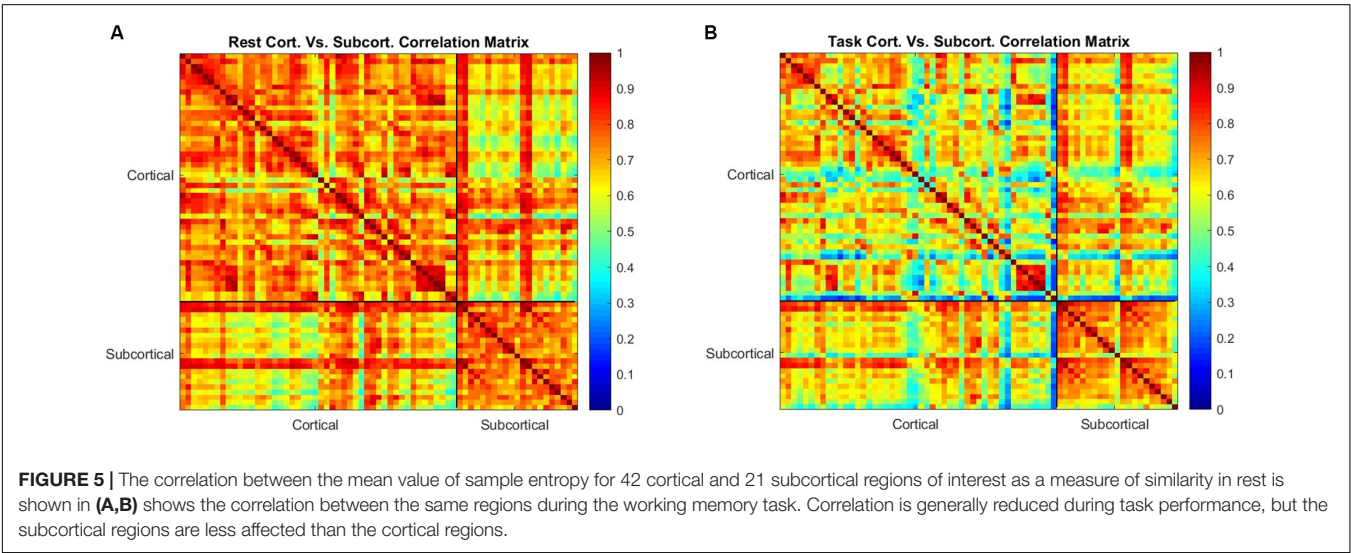 A
Rest Cort. Vs. Subcort. Correlation Matrix
Cortical
Subcortical
Cortical
Subcortical
1
0.9
0.8
0.7
0.6
0.5
0.4
0.3
0.2
0.1
0
B
Task Cort. Vs. Subcort. Correlation Matrix
Cortical
Subcortical
Cortical
Subcortical
1
0.9
0.8
0.7
0.6
0.5
0.4
0.3
0.2
0.1
0
FIGURE 5 | The correlation between the mean value of sample entropy for 42 cortical and 21 subcortical regions of interest as a measure of similarity in rest is
shown in (A,B) shows the correlation between the same regions during the working memory task. Correlation is generally reduced during task performance, but the
subcortical regions are less affected than the cortical regions.